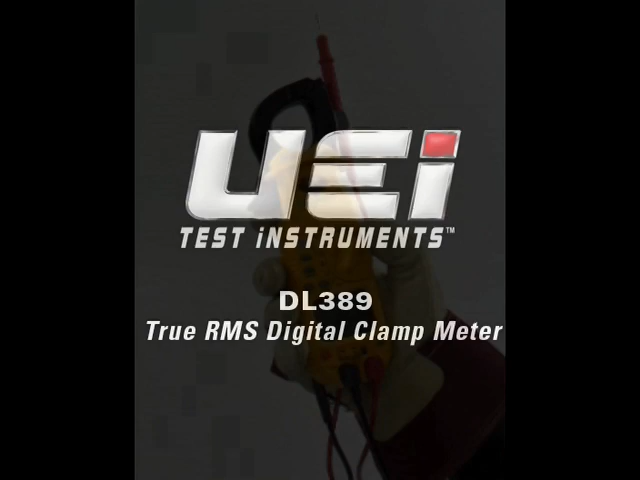 UEi
TEST iNSTRUMENTS™
DL389
True RMS Digital Clamp Meter